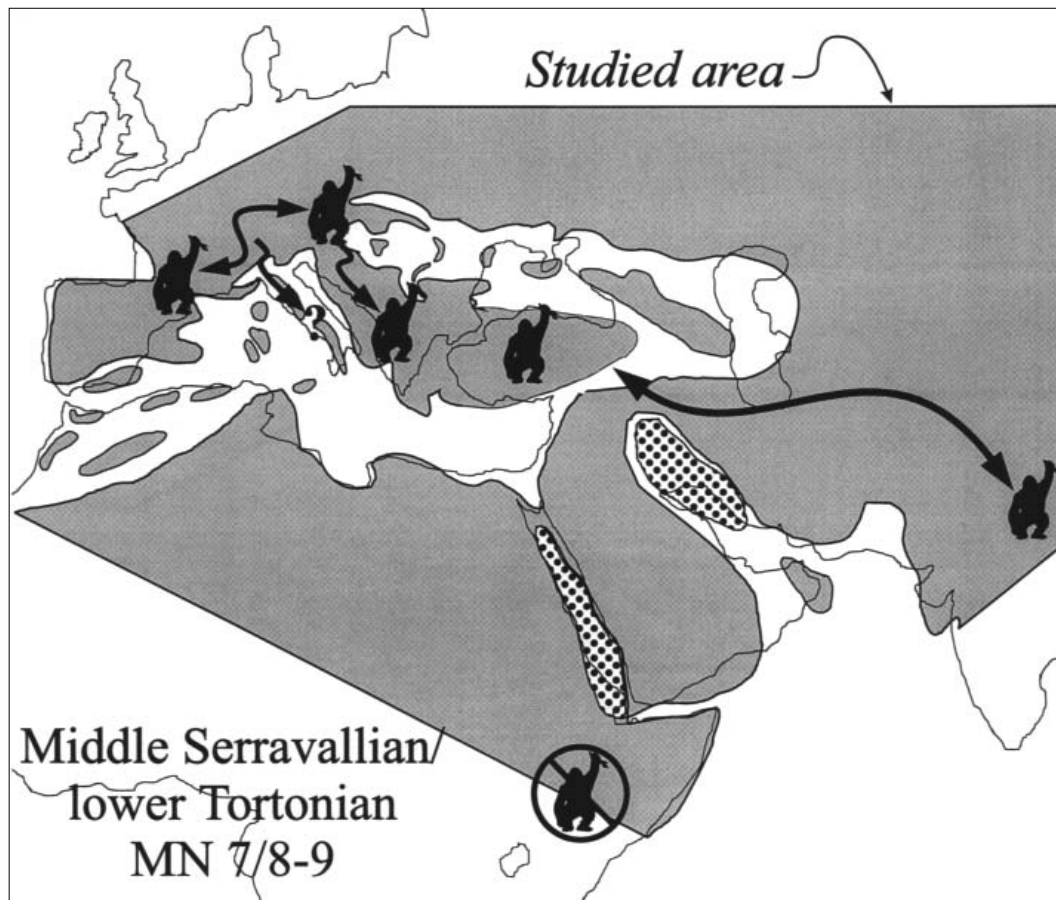 Studied area
?
Middle Serravallian/
lower Tortonian
MN 7/8-9